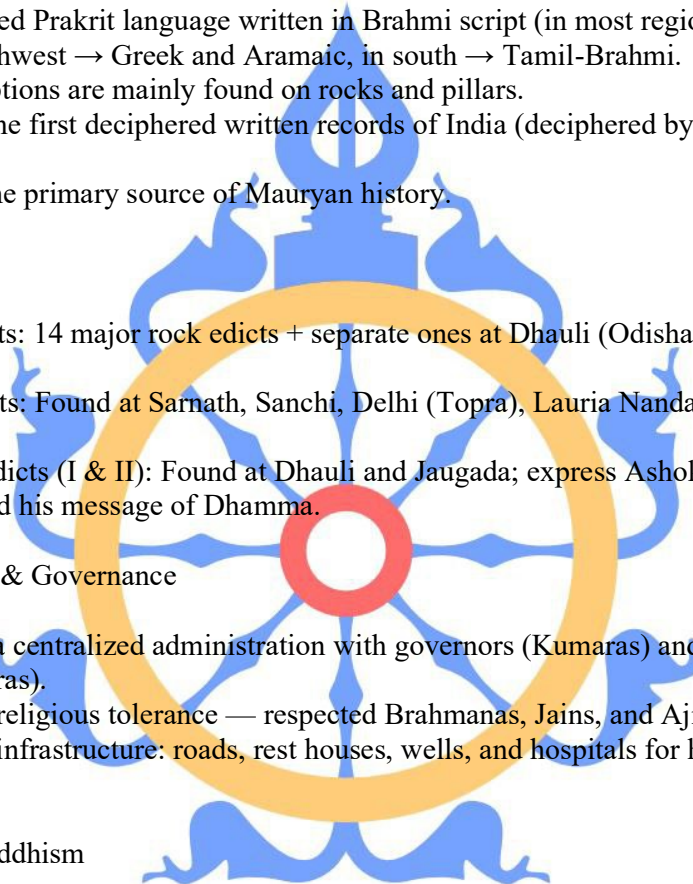 ed Prakrit language written in Brahmi script (in most regio
hwest → Greek and Aramaic, in south → Tamil-Brahmi.
ptions are mainly found on rocks and pillars.
he first deciphered written records of India (deciphered by
he primary source of Mauryan history.
ts: 14 major rock edicts + separate ones at Dhauli (Odisha
ts: Found at Sarnath, Sanchi, Delhi (Topra), Lauria Nanda
dicts (I & II): Found at Dhauli and Jaugada; express Ashol
d his message of Dhamma.
& Governance
a centralized administration with governors (Kumaras) and
ras).
religious tolerance — respected Brahmanas, Jains, and Aj
infrastructure: roads, rest houses, wells, and hospitals for h
ddhism